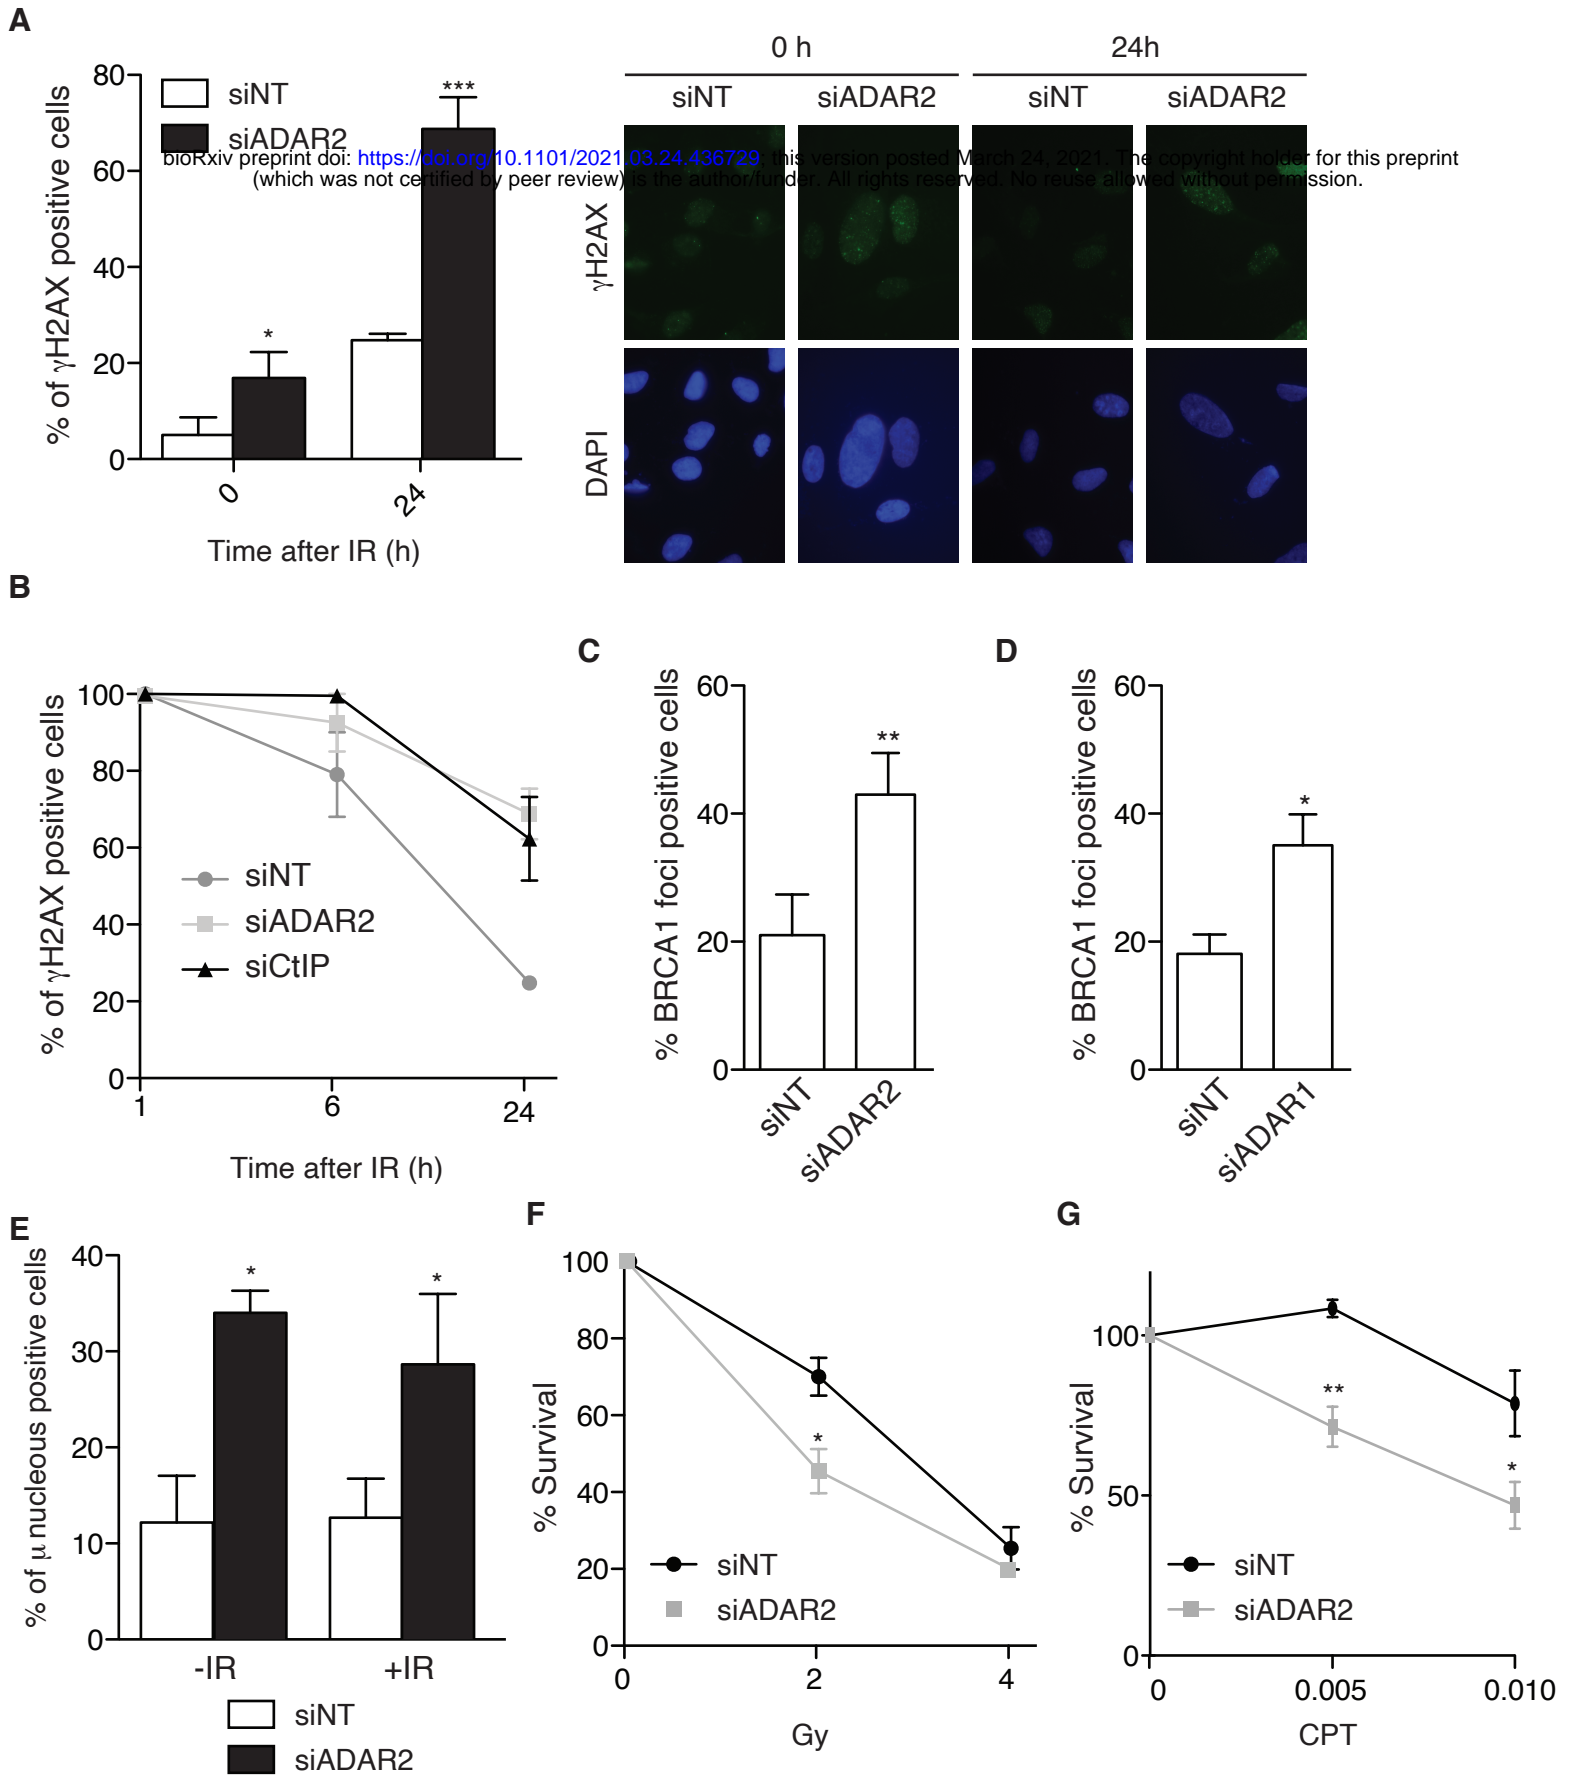 A
0 h
24h
siNT
siADAR2
siNT
siADAR2
80
60
40
20
0
% of γH2AX positive cells
siNT
siADAR2
*
***
0
24
Time after IR (h)
γH2AX
DAPI
bioRxiv preprint doi: https://doi.org/10.1101/2021.03.24.436729; this version posted March 24, 2021. The copyright holder for this preprint
(which was not certified by peer review) is the author/funder. All rights reserved. No reuse allowed without permission.
B
100
80
60
40
20
0
% of γH2AX positive cells
siNT
siADAR2
siCtIP
1
6
24
Time after IR (h)
C
60
40
20
0
% BRCA1 foci positive cells
**
siNT
siADAR2
D
60
40
20
0
% BRCA1 foci positive cells
*
siNT
siADAR1
E
40
30
20
10
0
% of μ nucleous positive cells
*
*
-IR
+IR
siNT
siADAR2
F
100
80
60
40
20
0
% Survival
*
siNT
siADAR2
0
2
4
Gy
G
100
50
0
% Survival
**
*
siNT
siADAR2
0
0.005
0.010
CPT